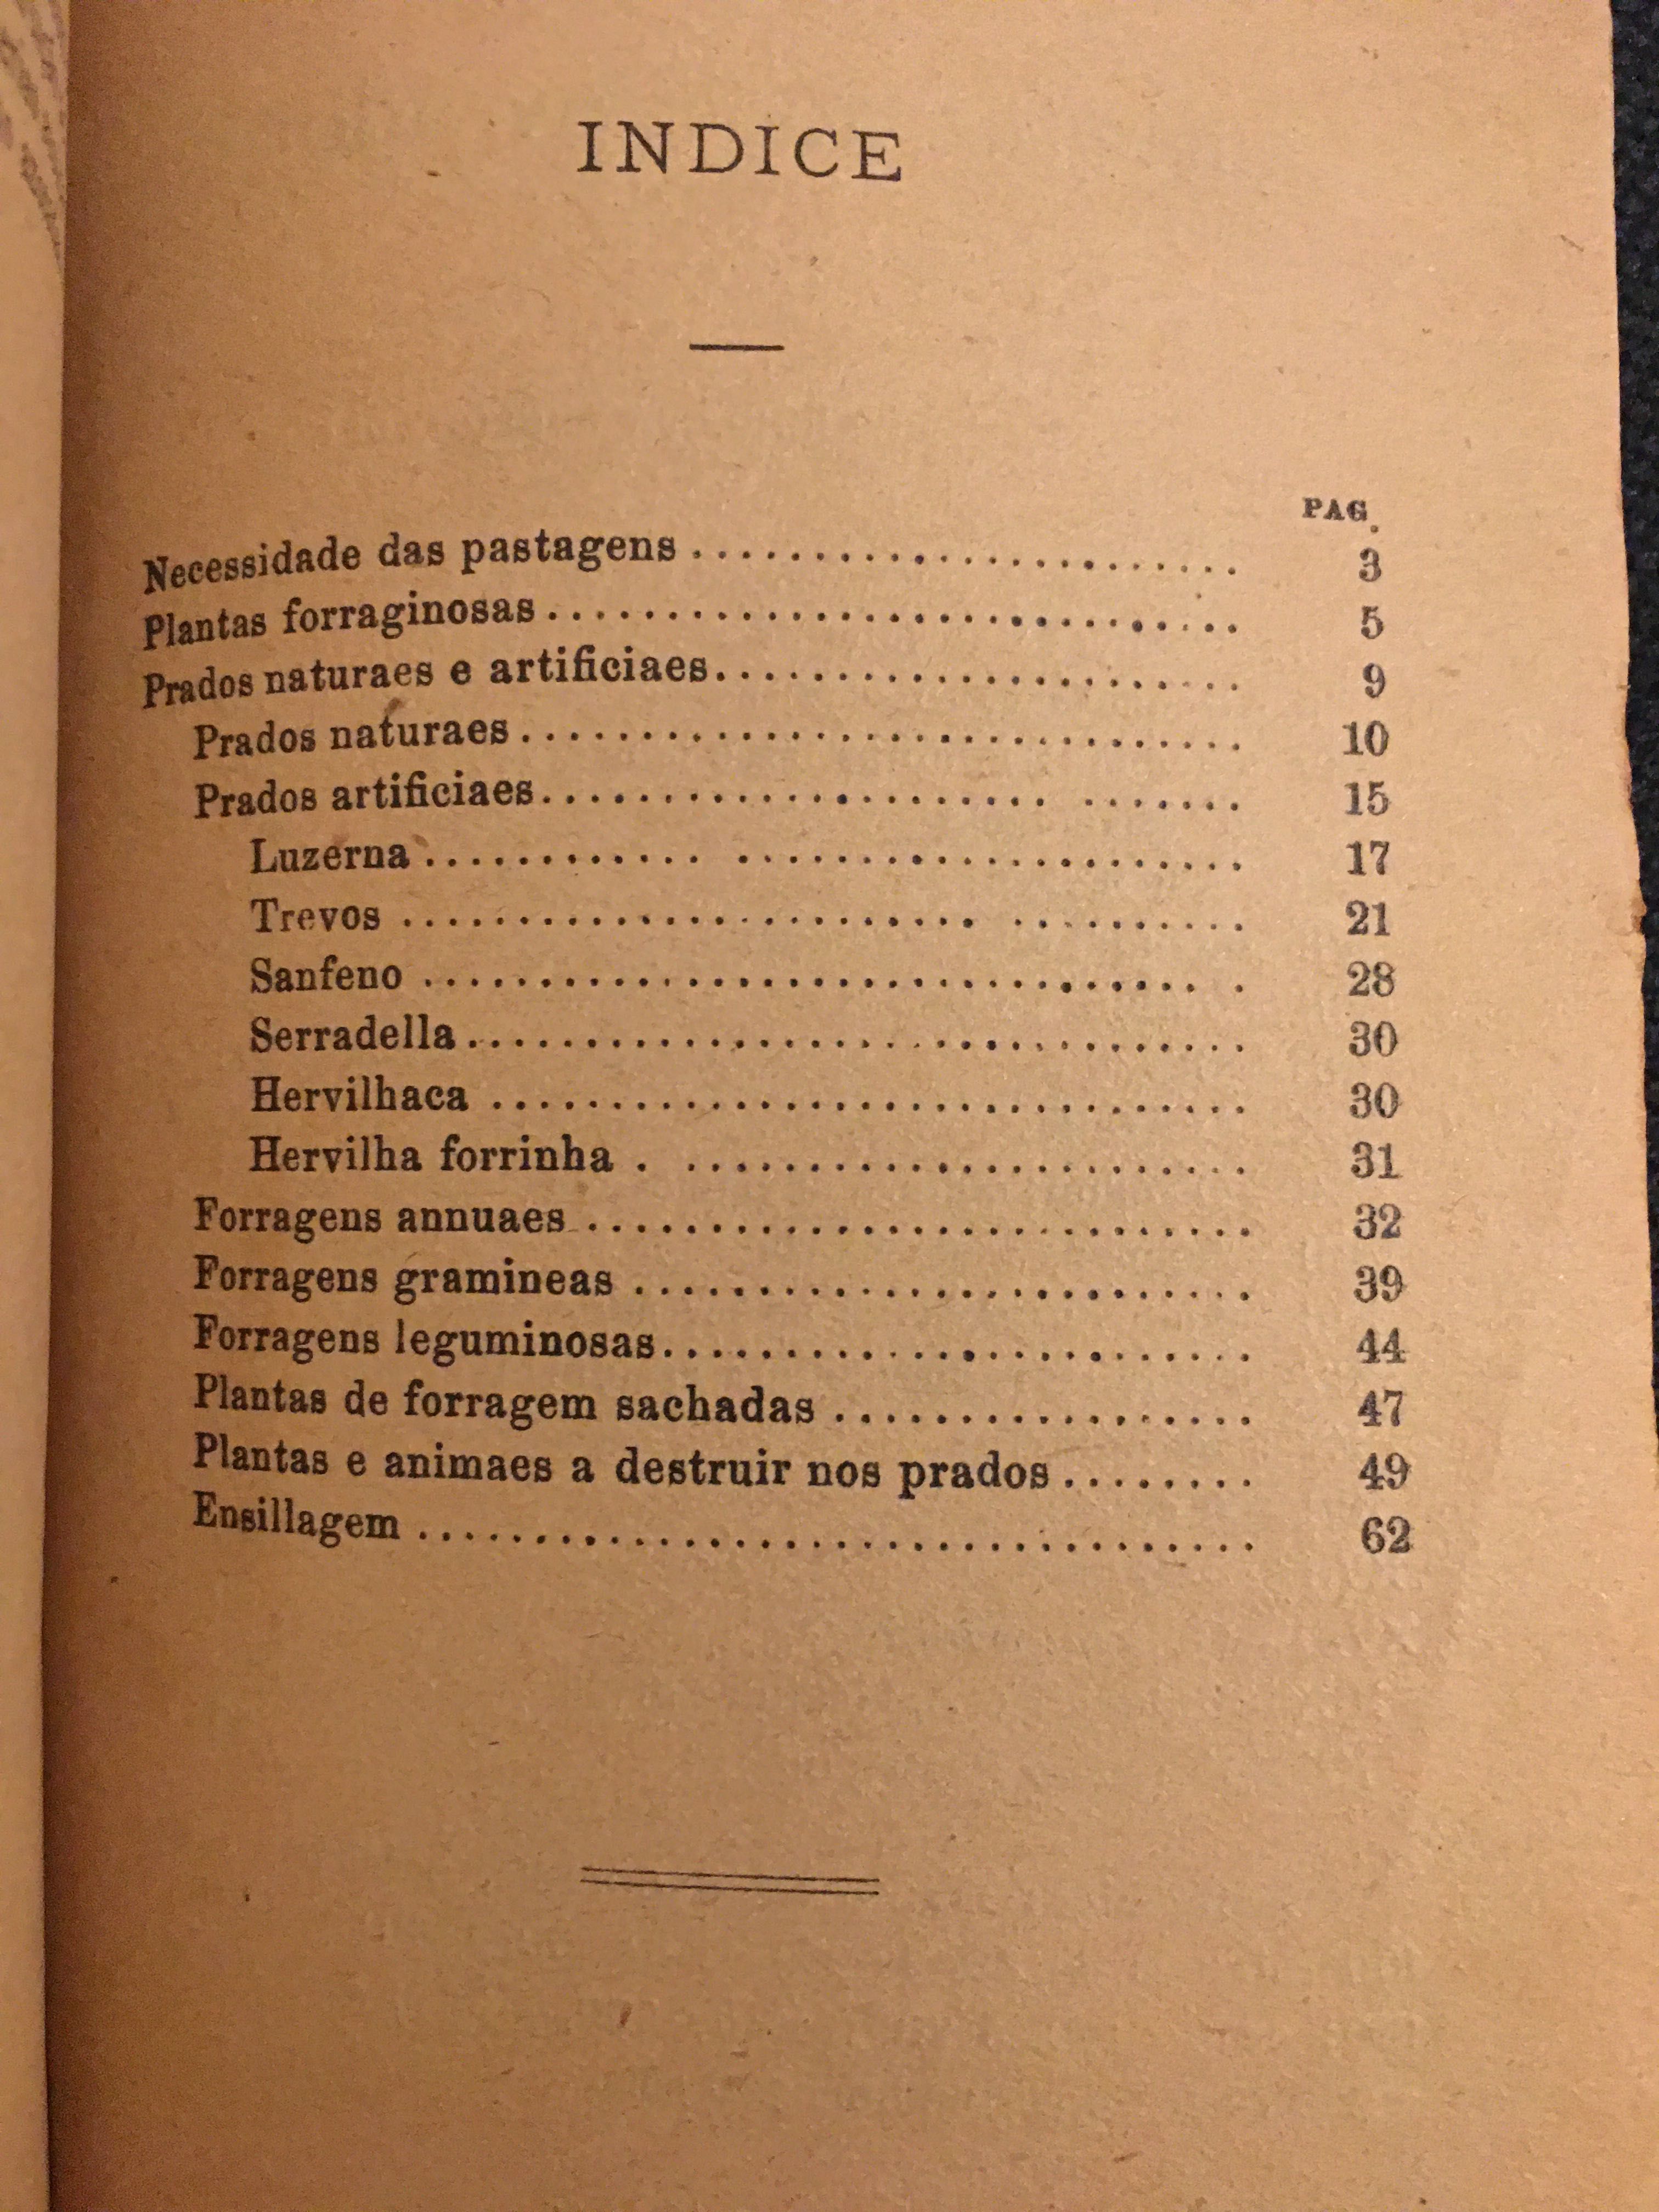 INDICE
PAG.
Necessidade das pastagens ........................ 3
Plantas forraginosas ............................. 5
Prados naturaes e artificiaes ...................... 9
Prados naturaes ............................... 10
Prados artificiaes ............................. 15
Luzerna ................................... 17
Trevos ................................... 21
Sanfeno .................................. 28
Serradella ................................. 30
Hervilhaca ................................ 30
Hervilha forrinha ......................... 31
Forragens annuaes ............................ 32
Forragens gramineas .......................... 39
Forragens leguminosas ......................... 44
Plantas de forragem sachadas .................. 47
Plantas e animaes a destruir nos prados ........ 49
Ensillagem ................................... 62